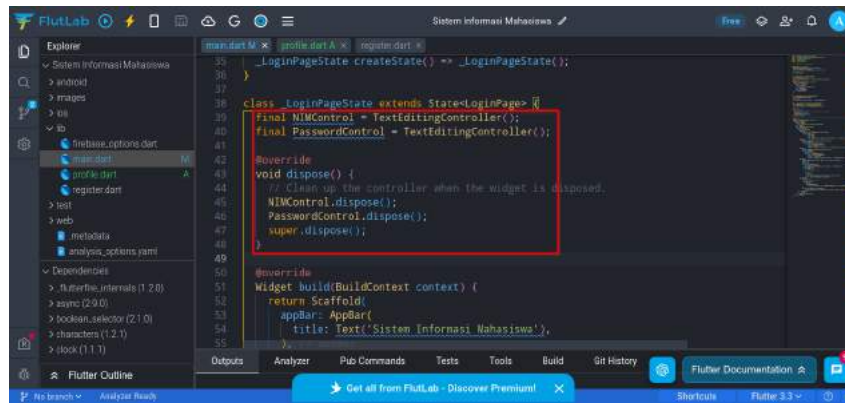 FlutLab
Sistem Informasi Mahasiswa
Free
A
Explorer
main.dart M
profile.dart A
register.dart
Sistem Informasi Mahasiswa
android
images
ios
lib
firebase_options.dart
main.dart M
profile.dart A
register.dart
test
web
.metadata
analysis_options.yaml
Dependencies
_flutterfire_internals (1.2.0)
async (2.9.0)
boolean_selector (2.1.0)
characters (1.2.1)
clock (1.1.1)
Flutter Outline
35 _LoginPageState createState() => _LoginPageState();
36 }
37
38 class _LoginPageState extends State<LoginPage> {
39 final NIMControl = TextEditingController();
40 final PasswordControl = TextEditingController();
41
42 @override
43 void dispose() {
44 // Clean up the controller when the widget is disposed.
45 NIMControl.dispose();
46 PasswordControl.dispose();
47 super.dispose();
48 }
49
50 @override
51 Widget build(BuildContext context) {
52 return Scaffold(
53 appBar: AppBar(
54 title: Text('Sistem Informasi Mahasiswa'),
55 ),
Outputs Analyzer Pub Commands Tests Tools Build Git History
Flutter Documentation
Get all from FlutLab - Discover Premium!
No branch Analyzer Ready
Shortcuts Flutter 3.3